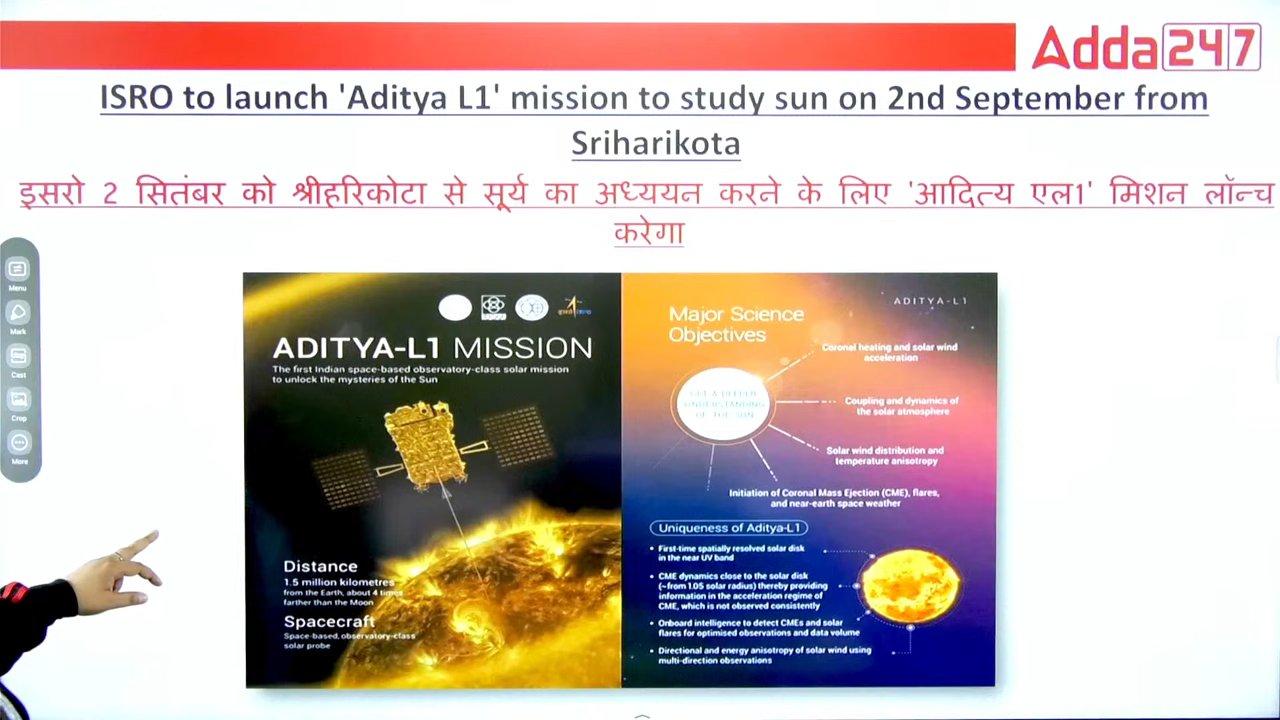 Adda247
ISRO to launch 'Aditya L1' mission to study sun on 2nd September from
Sriharikota
इसरो 2 सितंबर को श्रीहरिकोटा से सूर्य का अध्ययन करने के लिए 'आदित्य एल1' मिशन लॉन्च
करेगा
Menu
Mark
Cast
Crop
More
ADITYA-L1 MISSION
The first Indian space-based observatory-class solar mission
to unlock the mysteries of the Sun
Distance
1.5 million kilometres
from the Earth, about 4 times
farther than the Moon
Spacecraft
Space-based, observatory-class
solar probe
ADITYA-L1
Major Science
Objectives
GET A DEEPER
UNDERSTANDING
OF THE SUN
Coronal heating and solar wind
acceleration
Coupling and dynamics of
the solar atmosphere
Solar wind distribution and
temperature anisotropy
Initiation of Coronal Mass Ejection (CME), flares,
and near-earth space weather
Uniqueness of Aditya-L1
• First-time spatially resolved solar disk
in the near UV band
• CME dynamics close to the solar disk
(~from 1.05 solar radius) thereby providing
information in the acceleration regime of
CME, which is not observed consistently
• Onboard intelligence to detect CMEs and solar
flares for optimised observations and data volume
• Directional and energy anisotropy of solar wind using
multi-direction observations